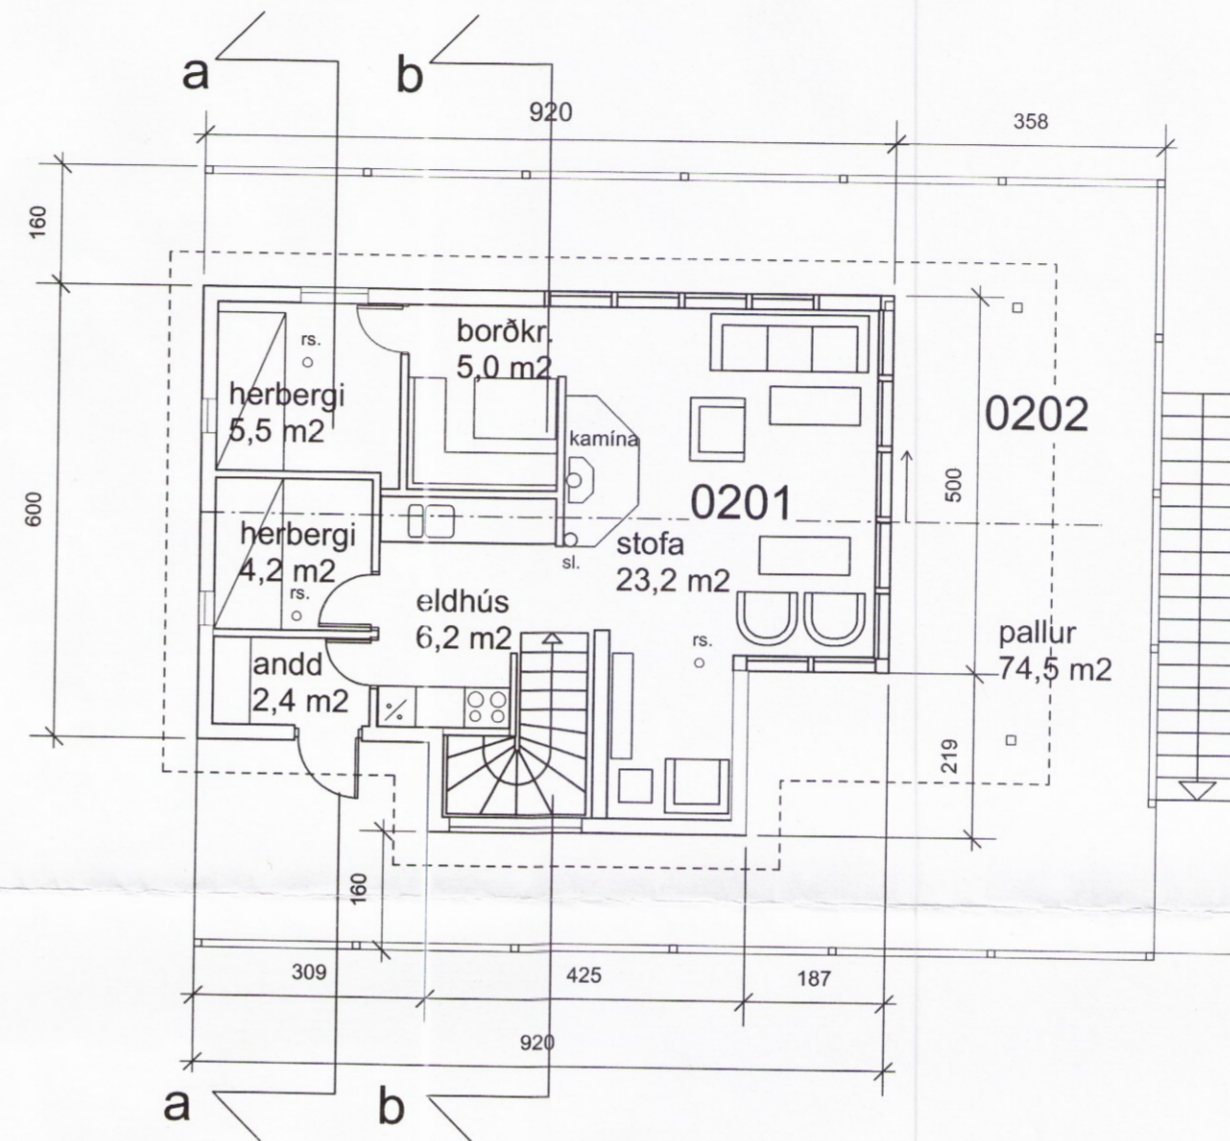 a
b
920
358
160
borðkr.
5,0 m2
rs.
herbergi
5,5 m2
kamína
0202
0201
500
600
herbergi
4,2 m2
rs.
stofa
23,2 m2
sl.
eldhús
6,2 m2
rs.
pallur
74,5 m2
andd
2,4 m2
219
160
309
425
187
920
a
b